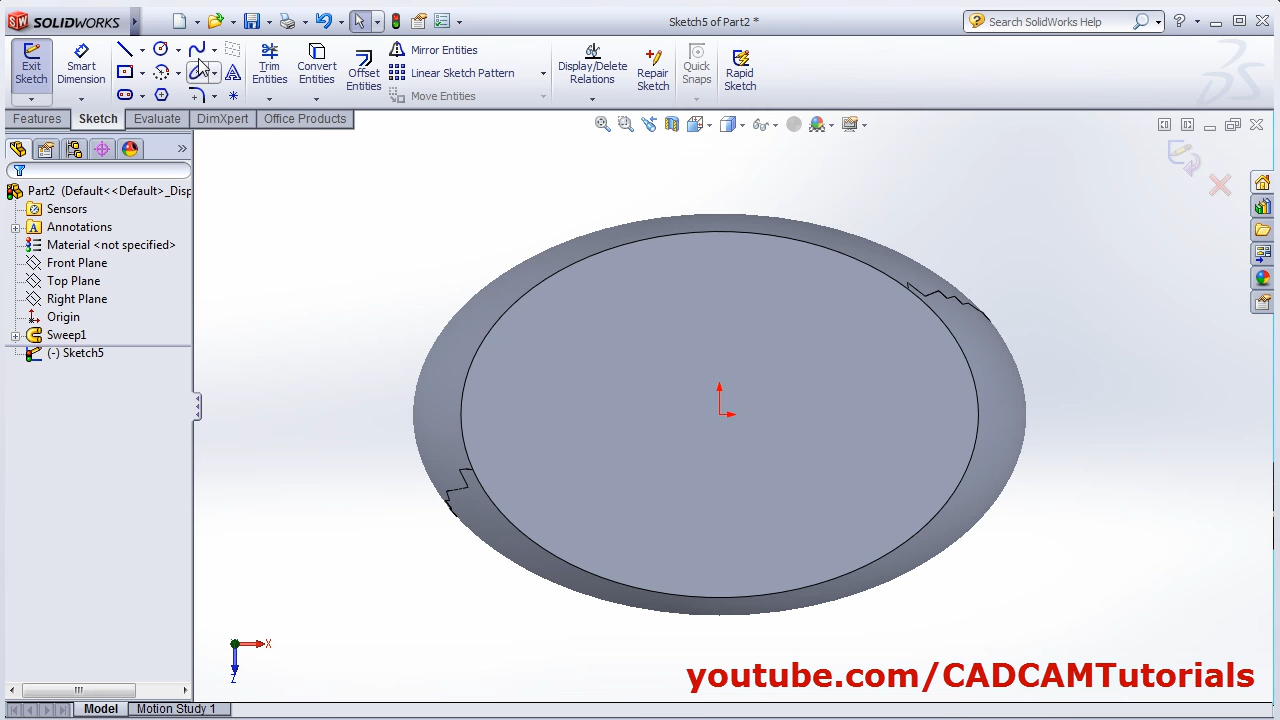 SOLIDWORKS
Sketch5 of Part2 *
Search SolidWorks Help
Exit Sketch
Smart Dimension
Trim Entities
Convert Entities
Offset Entities
Mirror Entities
Linear Sketch Pattern
Move Entities
Display/Delete Relations
Repair Sketch
Quick Snaps
Rapid Sketch
Features
Sketch
Evaluate
DimXpert
Office Products
Part2 (Default<<Default>_Disp
Sensors
Annotations
Material <not specified>
Front Plane
Top Plane
Right Plane
Origin
Sweep1
(-) Sketch5
X
Z
youtube.com/CADCAMTutorials
Model
Motion Study 1